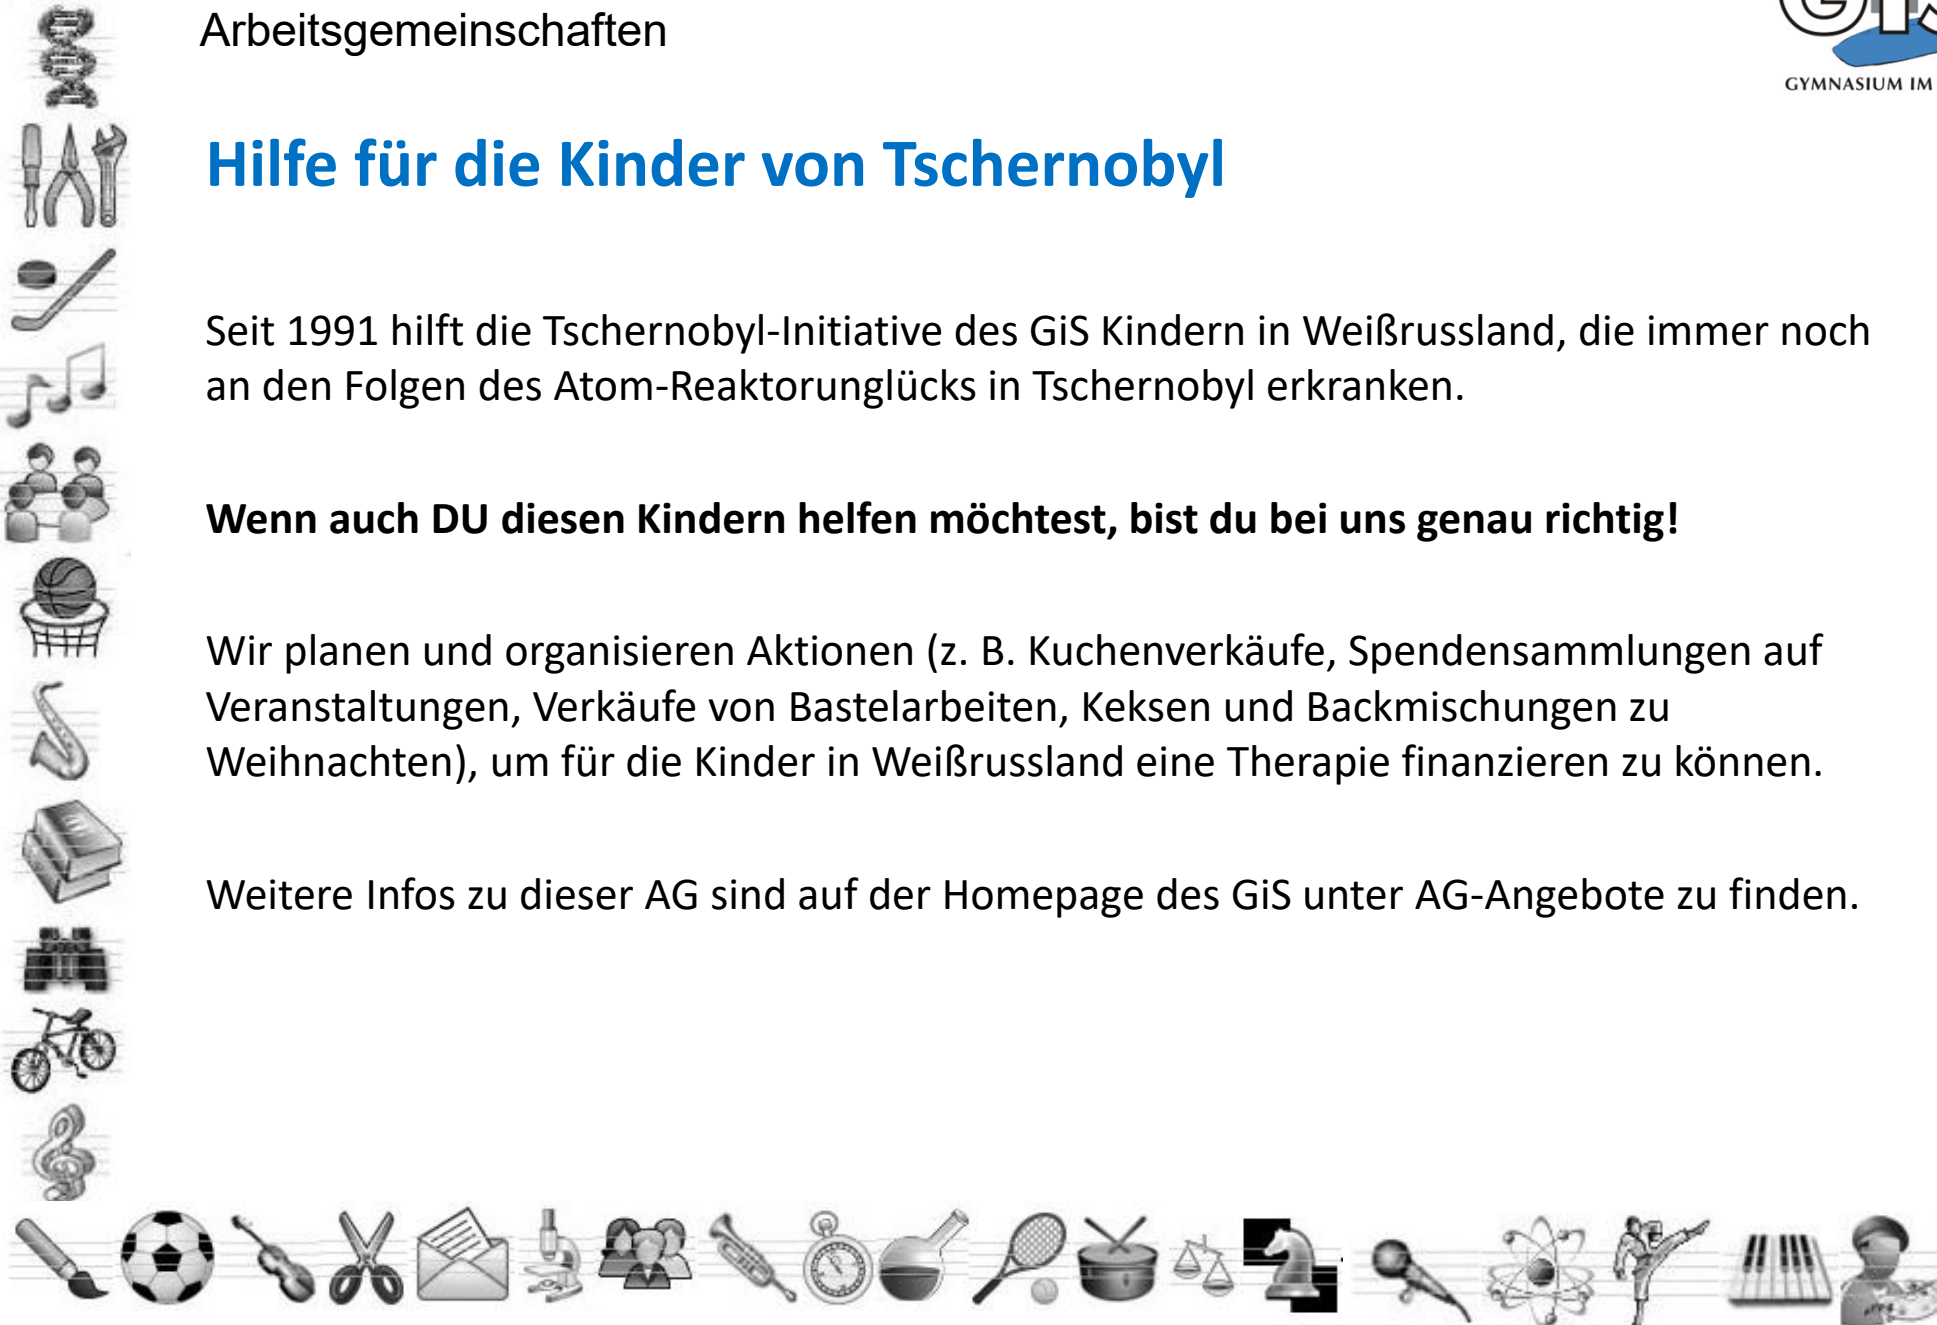 Arbeitsgemeinschaften
GYMNASIUM IM
Hilfe für die Kinder von Tschernobyl
Seit 1991 hilft die Tschernobyl-Initiative des GiS Kindern in Weißrussland, die immer noch
an den Folgen des Atom-Reaktorunglücks in Tschernobyl erkranken.
Wenn auch DU diesen Kindern helfen möchtest, bist du bei uns genau richtig!
Wir planen und organisieren Aktionen (z. B. Kuchenverkäufe, Spendensammlungen auf
Veranstaltungen, Verkäufe von Bastelarbeiten, Keksen und Backmischungen zu
Weihnachten), um für die Kinder in Weißrussland eine Therapie finanzieren zu können.
Weitere Infos zu dieser AG sind auf der Homepage des GiS unter AG-Angebote zu finden.